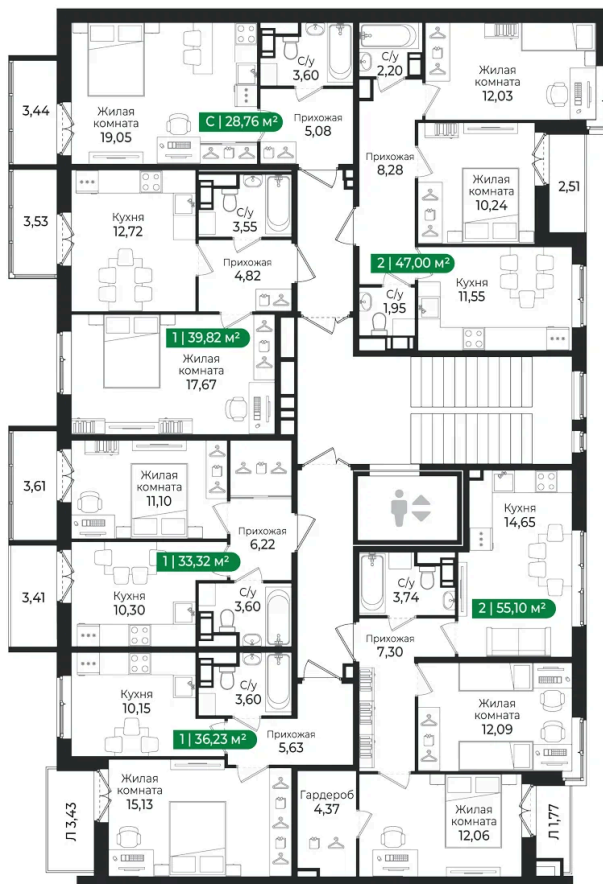 3,44
Жилая
комната
19,05
С | 28,76 м²
С/у
3,60
Прихожая
5,08
С/у
2,20
Жилая
комната
12,03
Прихожая
8,28
Жилая
комната
10,24
2,51
3,53
Кухня
12,72
С/у
3,55
Прихожая
4,82
2 | 47,00 м²
С/у
1,95
Кухня
11,55
1 | 39,82 м²
Жилая
комната
17,67
3,61
Жилая
комната
11,10
Прихожая
6,22
Кухня
14,65
3,41
1 | 33,32 м²
Кухня
10,30
С/у
3,60
С/у
3,74
2 | 55,10 м²
Прихожая
7,30
Кухня
10,15
С/у
3,60
1 | 36,23 м²
Прихожая
5,63
Жилая
комната
12,09
Л 3,43
Жилая
комната
15,13
Гардероб
4,37
Жилая
комната
12,06
Л 1,77